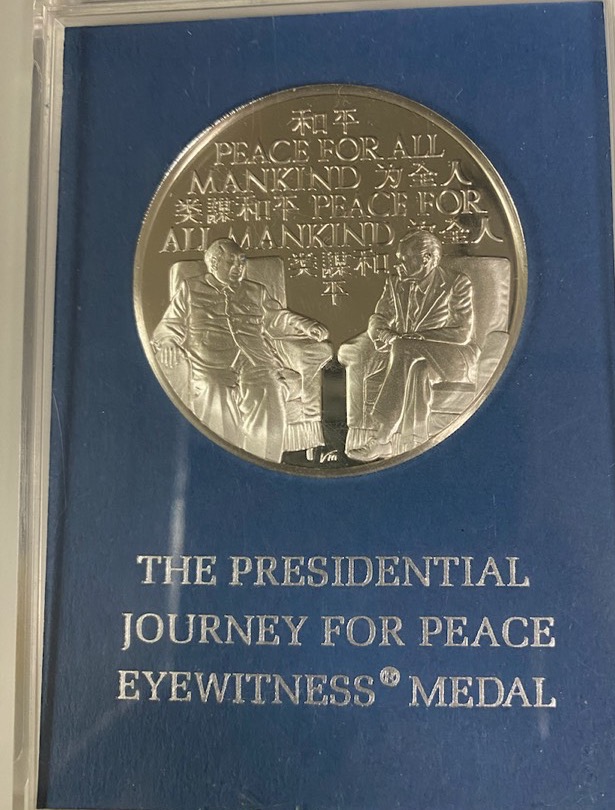 和平
PEACE FOR ALL
MANKIND 为全人
类謀和平 PEACE FOR
ALL MANKIND 为全人
类謀和
平
VM
THE PRESIDENTIAL
JOURNEY FOR PEACE
EYEWITNESS® MEDAL